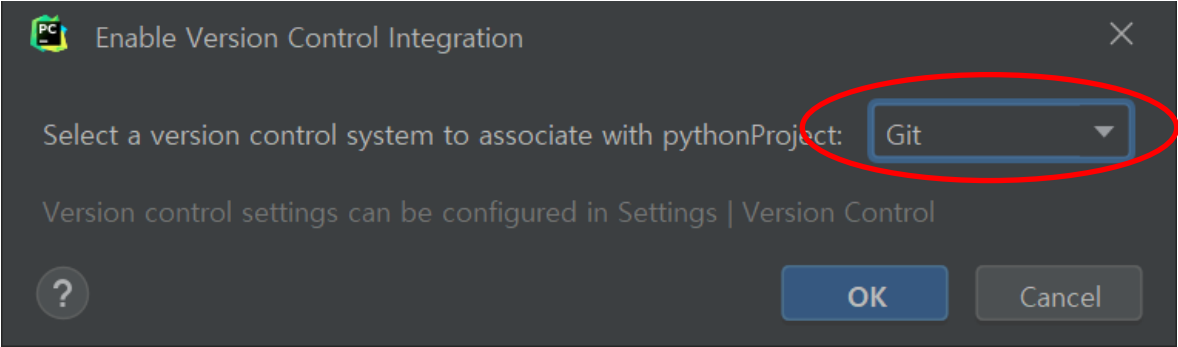 PC
Enable Version Control Integration
Select a version control system to associate with pythonProject: Git
Version control settings can be configured in Settings | Version Control
? OK Cancel